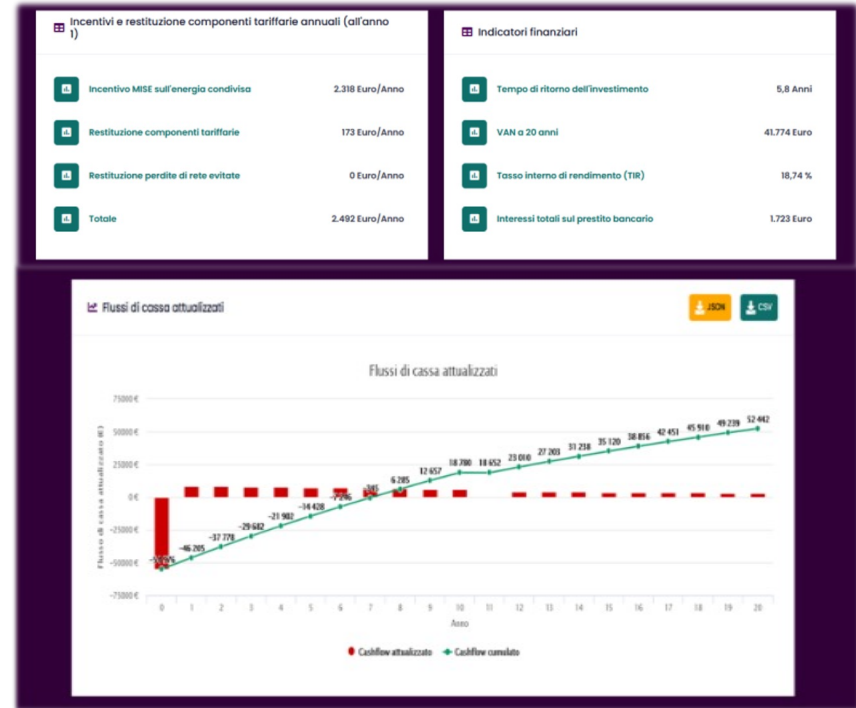 Incentivi e restituzione componenti tariffarie annuali (all'anno
1)
Incentivo MISE sull'energia condivisa 2.318 Euro/Anno
Restituzione componenti tariffarie 173 Euro/Anno
Restituzione perdite di rete evitate 0 Euro/Anno
Totale 2.492 Euro/Anno
Indicatori finanziari
Tempo di ritorno dell'investimento 5,8 Anni
VAN a 20 anni 41.774 Euro
Tasso interno di rendimento (TIR) 18,74 %
Interessi totali sul prestito bancario 1.723 Euro
Flussi di cassa attualizzati
JSON
CSV
Flussi di cassa attualizzati
Flusso di cassa attualizzato (€)
75000 €
50000 €
25000 €
0 €
-25000 €
-50000 €
-75000 €
-46 205
-37 778
-29 682
-21 982
-14 428
6 285
12 657
18 780
18 652
23 010
27 203
31 238
35 120
38 856
42 451
45 910
49 239
52 442
0 1 2 3 4 5 6 7 8 9 10 11 12 13 14 15 16 17 18 19 20
Anno
Cashflow attualizzato Cashflow cumulato